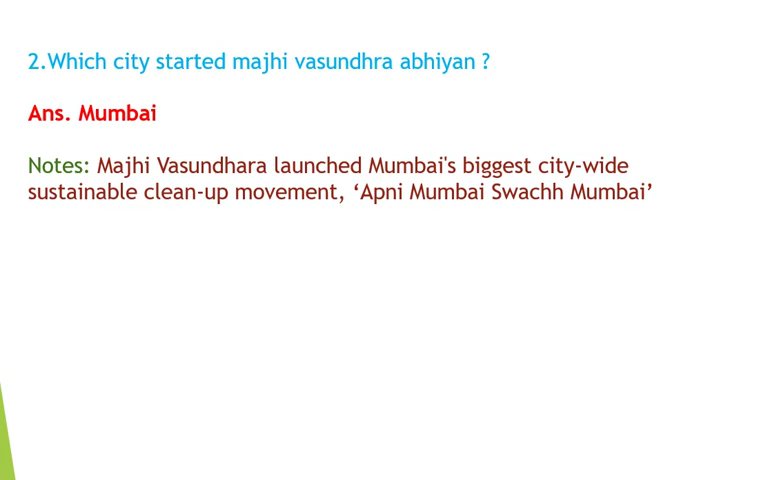 2.Which city started majhi vasundhra abhiyan ?
Ans. Mumbai
Notes: Majhi Vasundhara launched Mumbai's biggest city-wide
sustainable clean-up movement, ‘Apni Mumbai Swachh Mumbai’